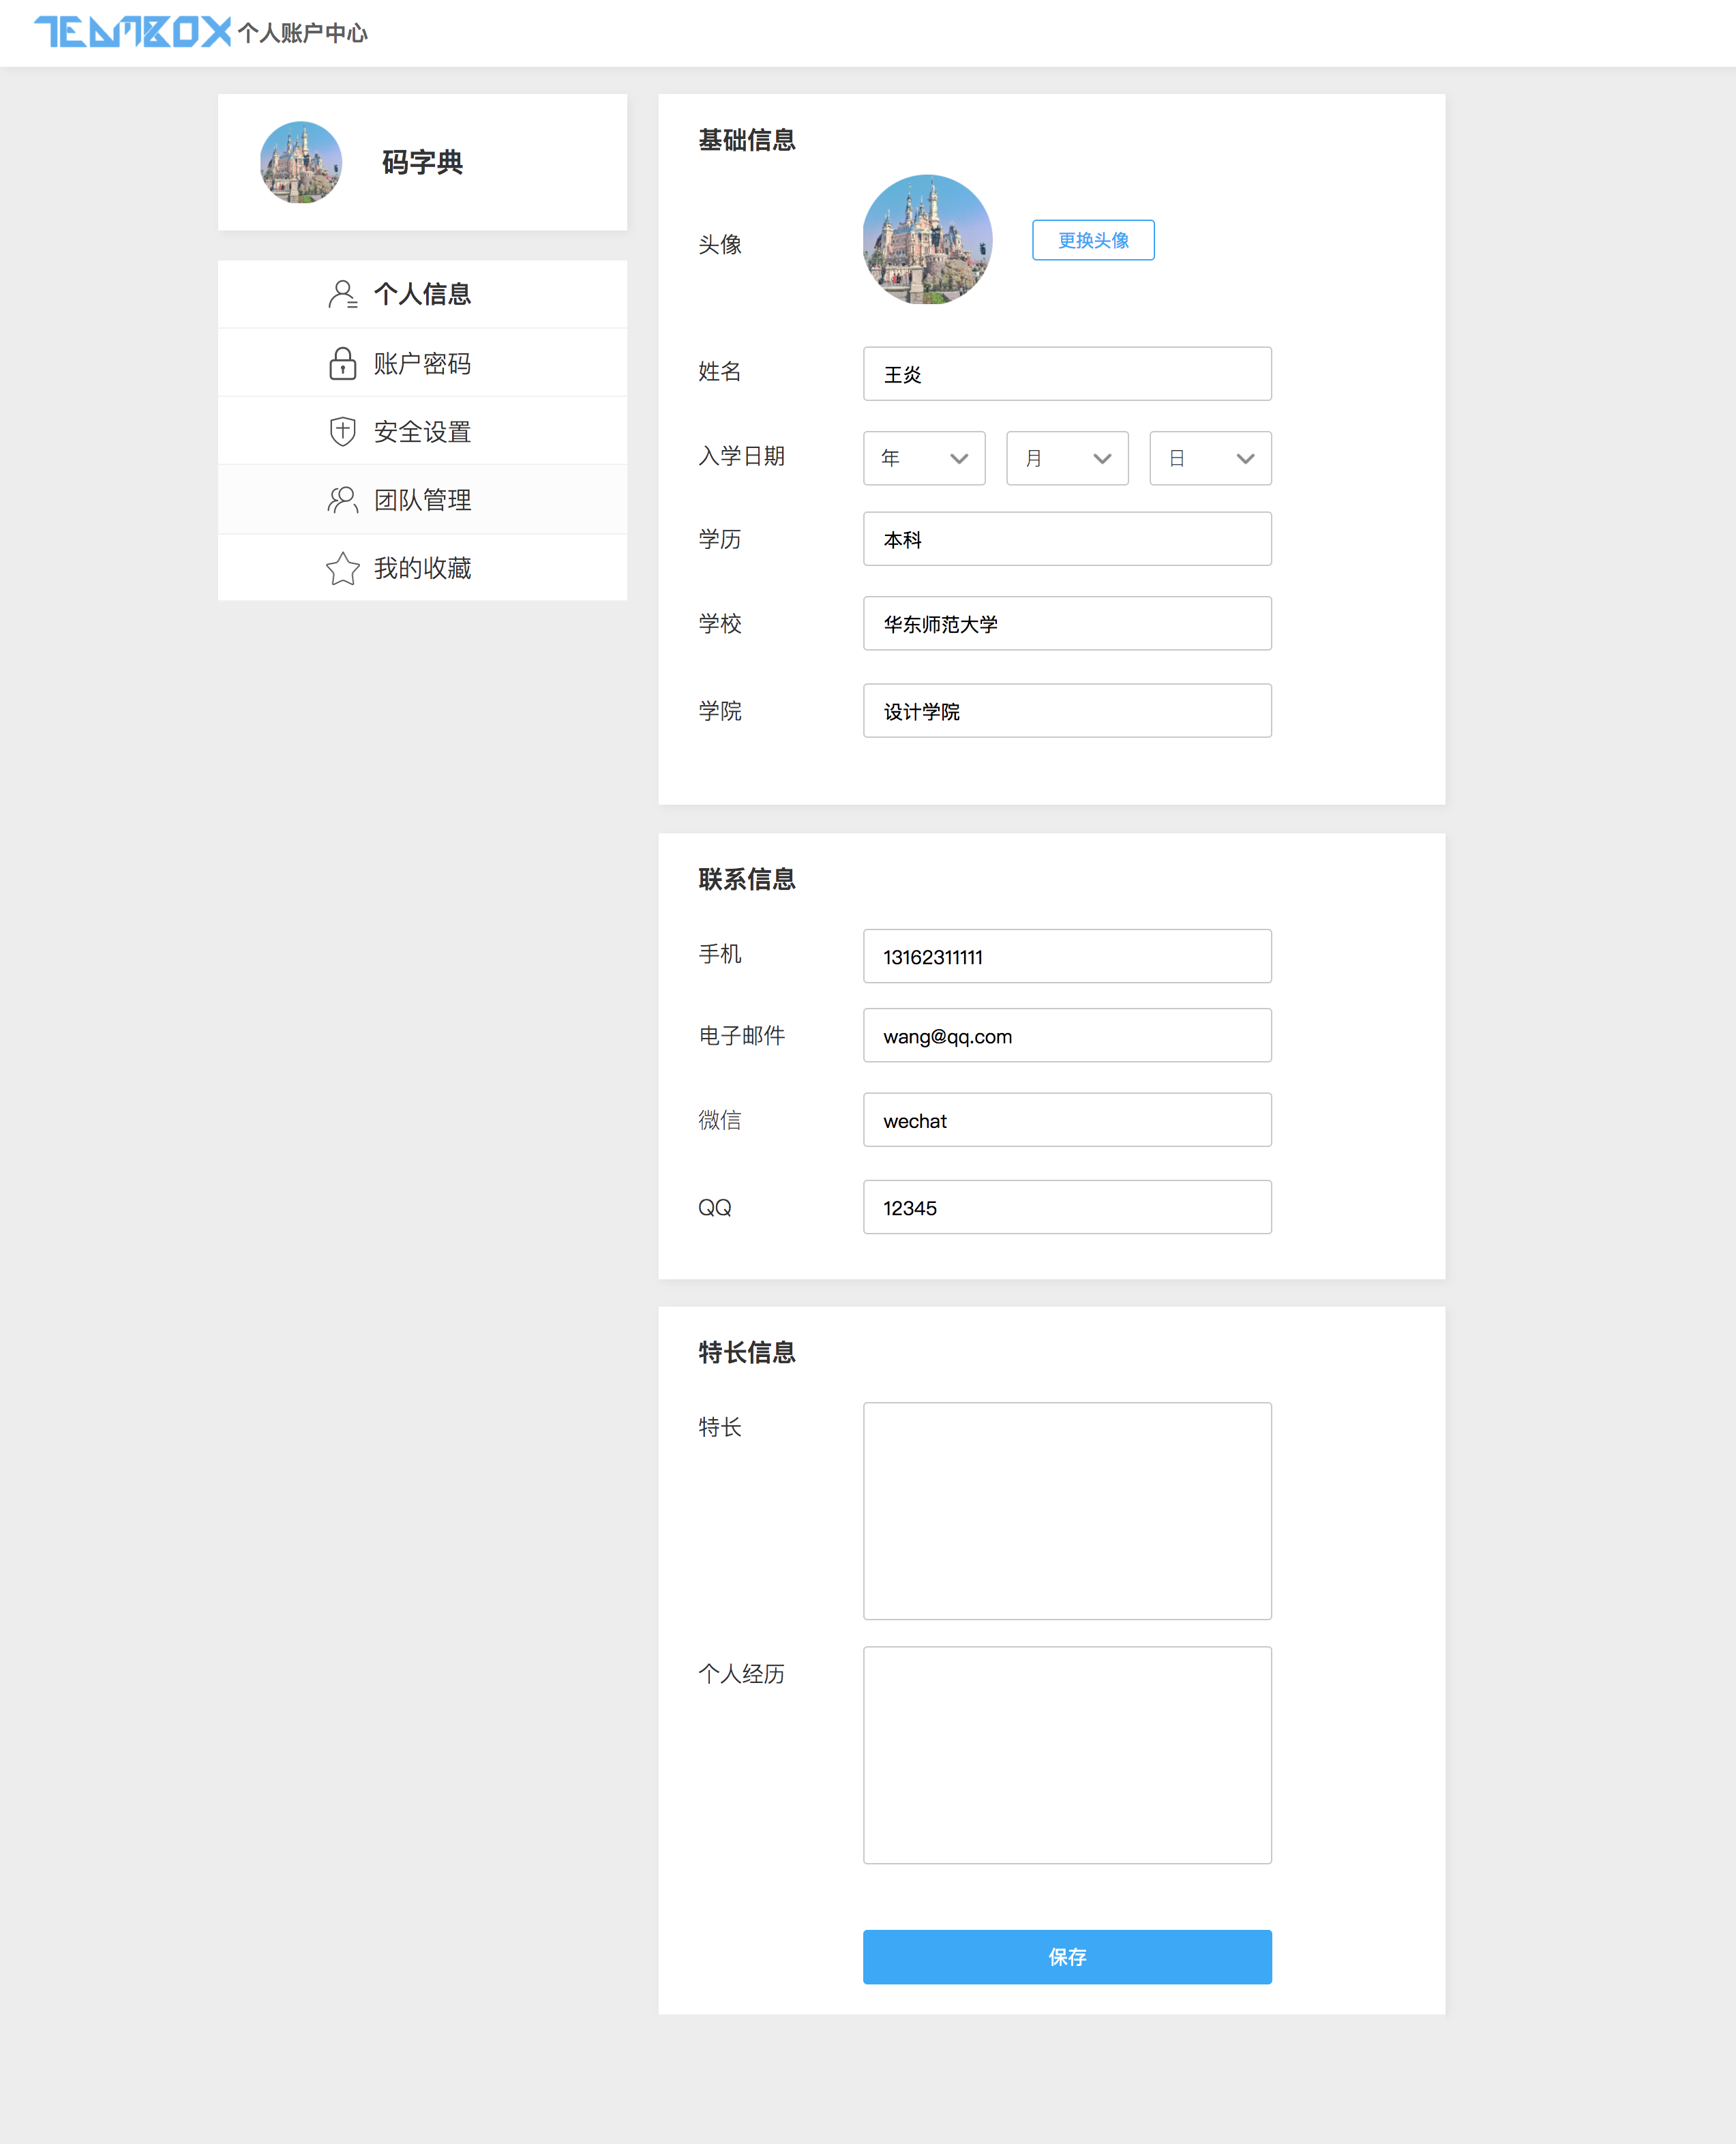 TEAMBOX 个人账户中心
码字典
个人信息
账户密码
安全设置
团队管理
我的收藏
基础信息
头像 更换头像
姓名 王炎
入学日期 年 月 日
学历 本科
学校 华东师范大学
学院 设计学院
联系信息
手机 13162311111
电子邮件 wang@qq.com
微信 wechat
QQ 12345
特长信息
特长
个人经历
保存